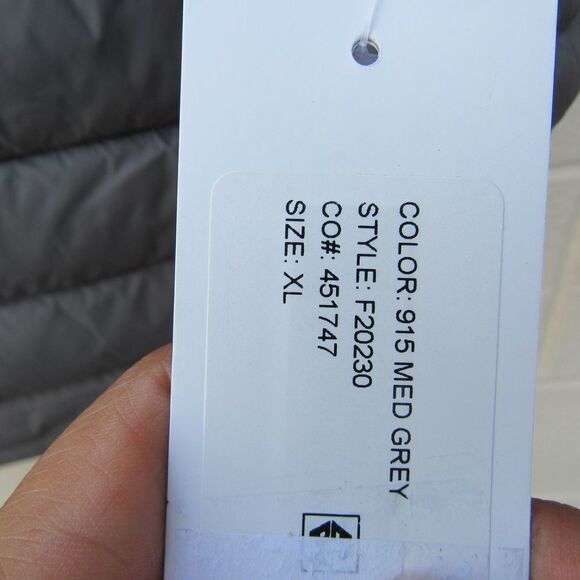 COLOR: 915 MED GREY
STYLE: F20230
CO#: 451747
SIZE: XL